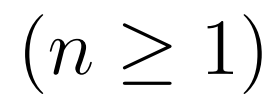 (n ≥ 1)